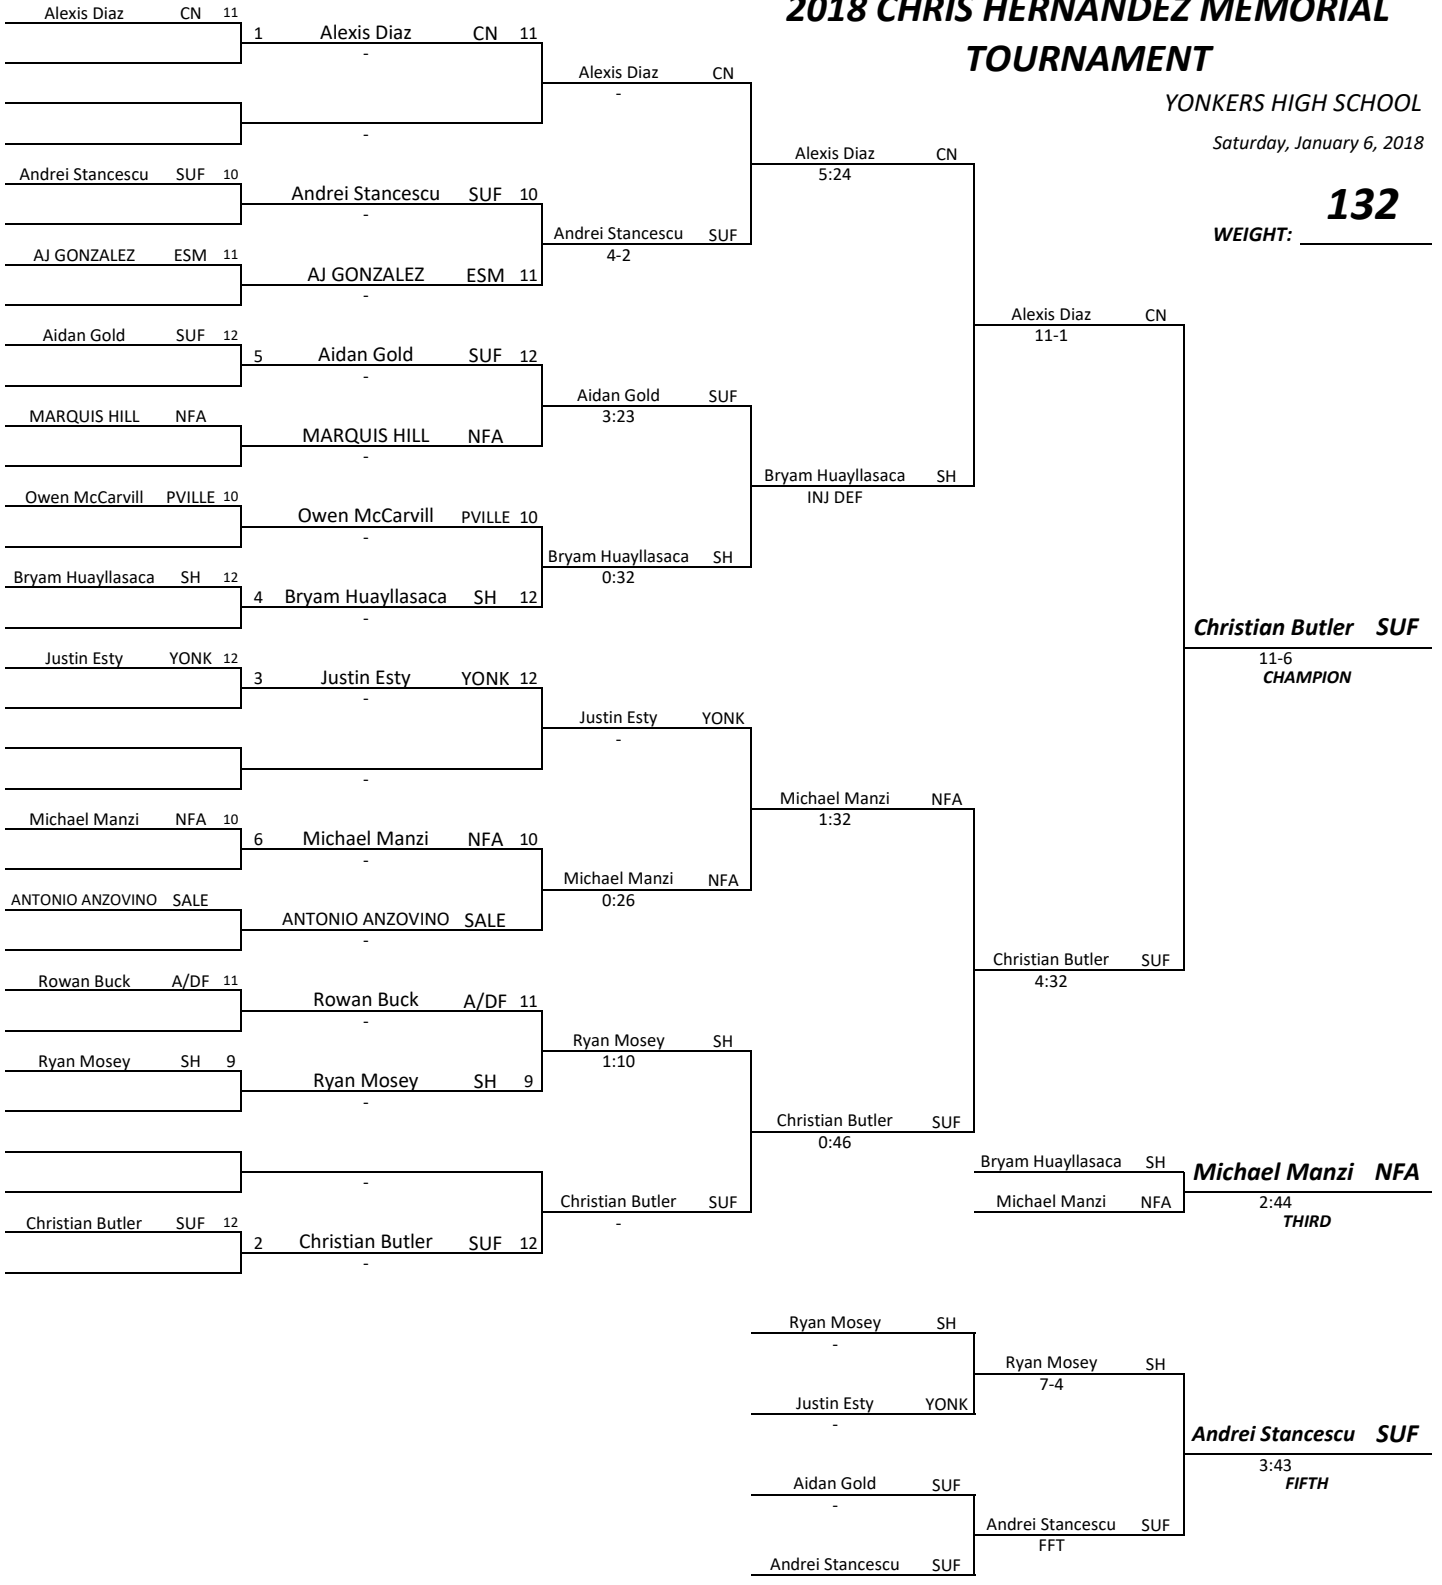 2018 CHRIS HERNANDEZ MEMORIAL
TOURNAMENT
YONKERS HIGH SCHOOL
Saturday, January 6, 2018
132
WEIGHT:
Alexis Diaz CN 11
Andrei Stancescu SUF 10
AJ GONZALEZ ESM 11
Aidan Gold SUF 12
MARQUIS HILL NFA
Owen McCarvill PVILLE 10
Bryam Huayllasaca SH 12
Justin Esty YONK 12
Michael Manzi NFA 10
ANTONIO ANZOVINO SALE
Rowan Buck A/DF 11
Ryan Mosey SH 9
Christian Butler SUF 12
1 Alexis Diaz CN 11
-
-
Andrei Stancescu SUF 10
-
AJ GONZALEZ ESM 11
-
5 Aidan Gold SUF 12
-
MARQUIS HILL NFA
-
Owen McCarvill PVILLE 10
-
4 Bryam Huayllasaca SH 12
-
3 Justin Esty YONK 12
-
-
6 Michael Manzi NFA 10
-
ANTONIO ANZOVINO SALE
-
Rowan Buck A/DF 11
-
Ryan Mosey SH 9
-
-
2 Christian Butler SUF 12
-
Alexis Diaz CN
-
Andrei Stancescu SUF
4-2
Aidan Gold SUF
3:23
Bryam Huayllasaca SH
0:32
Justin Esty YONK
-
Michael Manzi NFA
0:26
Ryan Mosey SH
1:10
Christian Butler SUF
-
Alexis Diaz CN
5:24
Bryam Huayllasaca SH
INJ DEF
Michael Manzi NFA
1:32
Christian Butler SUF
0:46
Alexis Diaz CN
11-1
Christian Butler SUF
4:32
Christian Butler SUF
11-6
CHAMPION
Bryam Huayllasaca SH
Michael Manzi NFA
Michael Manzi NFA
2:44
THIRD
Ryan Mosey SH
-
Justin Esty YONK
-
Aidan Gold SUF
-
Andrei Stancescu SUF
Ryan Mosey SH
7-4
Andrei Stancescu SUF
FFT
Andrei Stancescu SUF
3:43
FIFTH